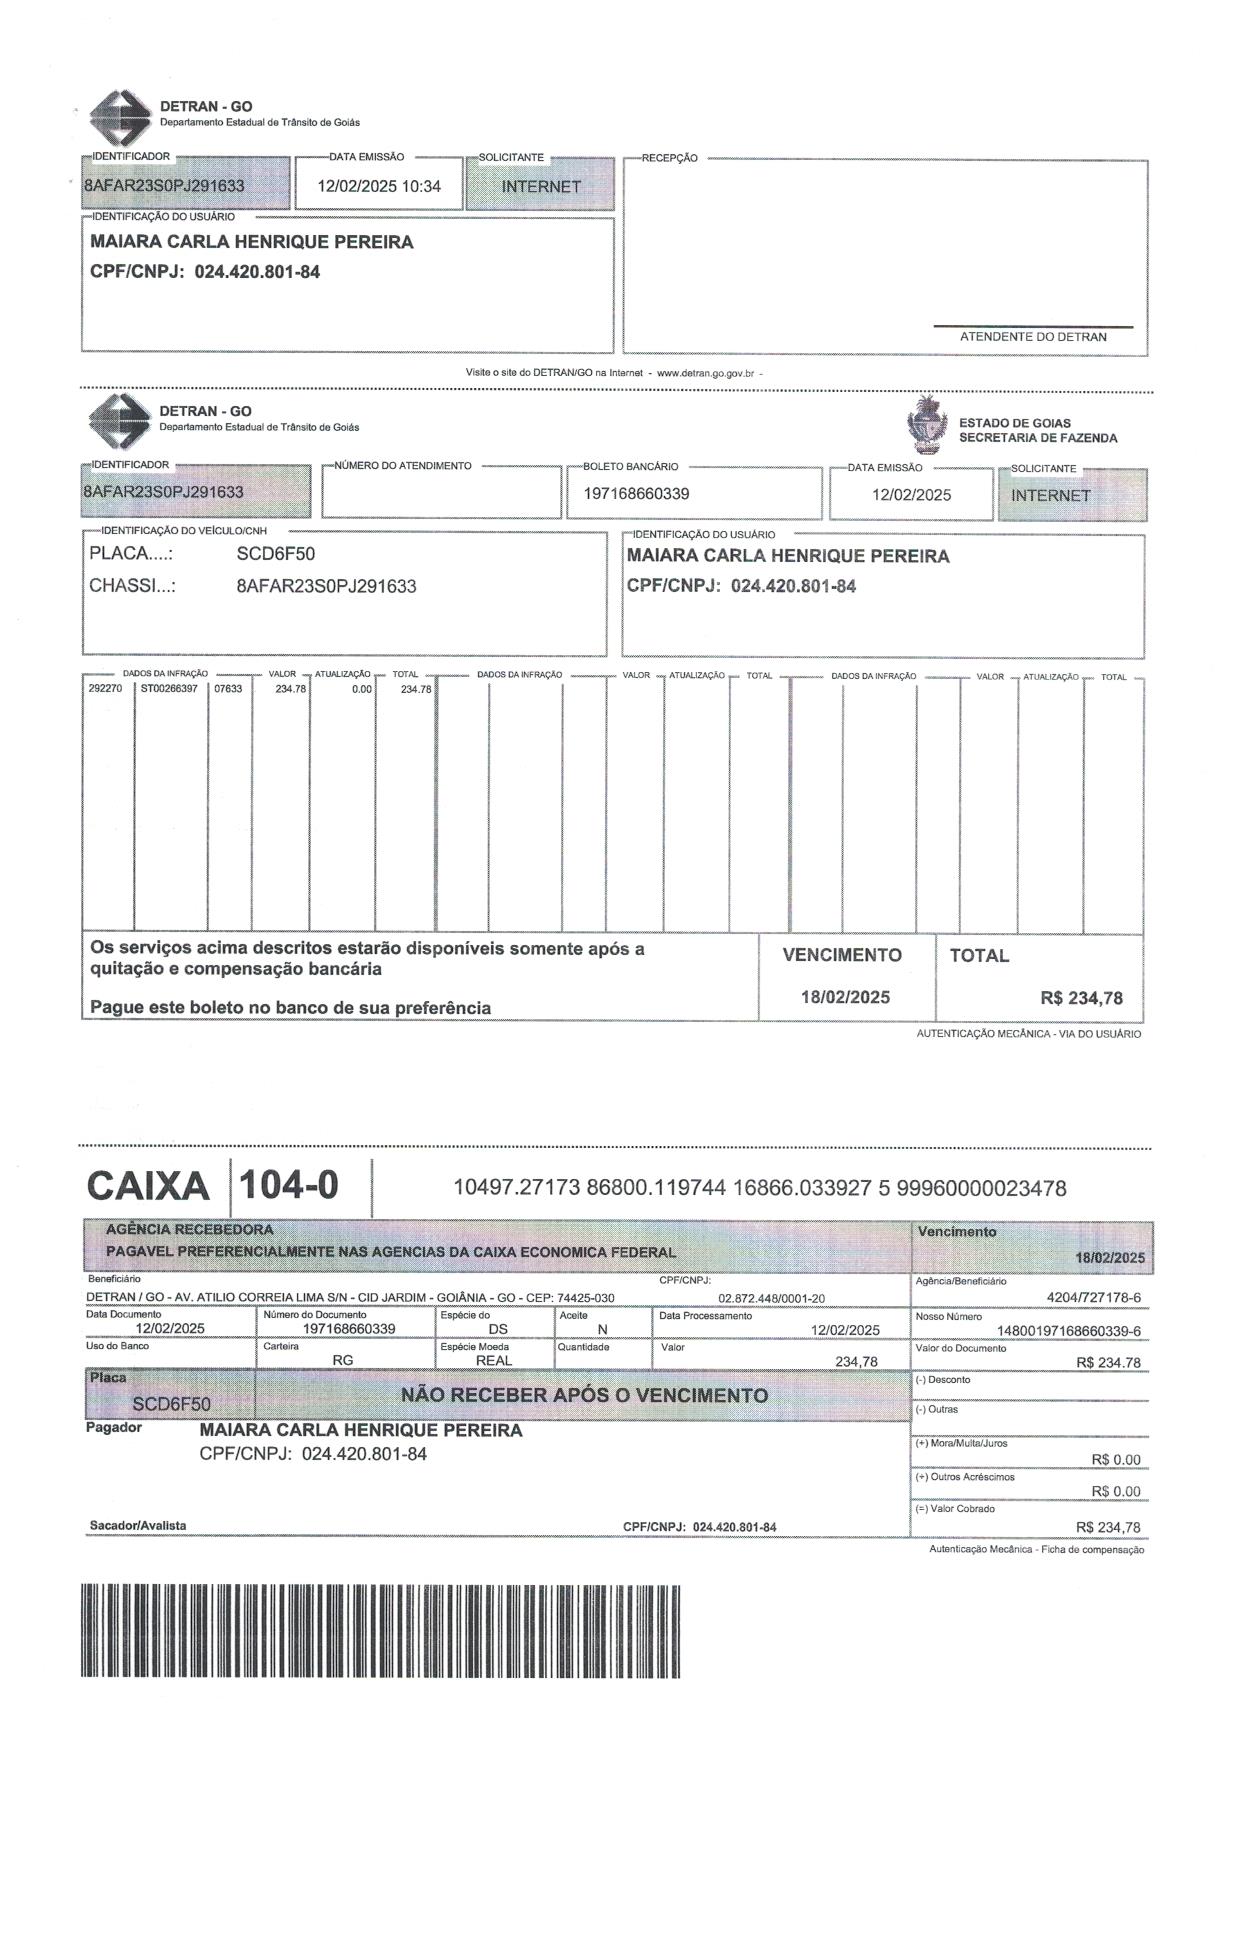 DETRAN - GO
Departamento Estadual de Trânsito de Goiás
IDENTIFICADOR
8AFAR23S0PJ291633
DATA EMISSÃO
12/02/2025 10:34
SOLICITANTE
INTERNET
RECEPÇÃO
IDENTIFICAÇÃO DO USUÁRIO
MAIARA CARLA HENRIQUE PEREIRA
CPF/CNPJ: 024.420.801-84
ATENDENTE DO DETRAN
Visite o site do DETRAN/GO na Internet - www.detran.go.gov.br -
DETRAN - GO
Departamento Estadual de Trânsito de Goiás
ESTADO DE GOIAS
SECRETARIA DE FAZENDA
IDENTIFICADOR
8AFAR23S0PJ291633
NÚMERO DO ATENDIMENTO
BOLETO BANCÁRIO
197168660339
DATA EMISSÃO
12/02/2025
SOLICITANTE
INTERNET
IDENTIFICAÇÃO DO VEÍCULO/CNH
PLACA....: SCD6F50
CHASSI...: 8AFAR23S0PJ291633
IDENTIFICAÇÃO DO USUÁRIO
MAIARA CARLA HENRIQUE PEREIRA
CPF/CNPJ: 024.420.801-84
DADOS DA INFRAÇÃO VALOR ATUALIZAÇÃO TOTAL DADOS DA INFRAÇÃO VALOR ATUALIZAÇÃO TOTAL DADOS DA INFRAÇÃO VALOR ATUALIZAÇÃO TOTAL
292270 ST00266397 07633 234.78 0.00 234.78
Os serviços acima descritos estarão disponíveis somente após a
quitação e compensação bancária
Pague este boleto no banco de sua preferência
VENCIMENTO
18/02/2025
TOTAL
R$ 234,78
AUTENTICAÇÃO MECÂNICA - VIA DO USUÁRIO
CAIXA 104-0 10497.27173 86800.119744 16866.033927 5 99960000023478
AGÊNCIA RECEBEDORA
PAGAVEL PREFERENCIALMENTE NAS AGENCIAS DA CAIXA ECONOMICA FEDERAL
Vencimento
18/02/2025
Beneficiário CPF/CNPJ:
DETRAN / GO - AV. ATILIO CORREIA LIMA S/N - CID JARDIM - GOIÂNIA - GO - CEP: 74425-030 02.872.448/0001-20
Agência/Beneficiário
4204/727178-6
Data Documento
12/02/2025
Número do Documento
197168660339
Espécie do
DS
Aceite
N
Data Processamento
12/02/2025
Nosso Número
14800197168660339-6
Uso do Banco
Carteira
RG
Espécie Moeda
REAL
Quantidade
Valor
234,78
Valor do Documento
R$ 234.78
Placa
SCD6F50
NÃO RECEBER APÓS O VENCIMENTO
(-) Desconto
(-) Outras
Pagador MAIARA CARLA HENRIQUE PEREIRA
CPF/CNPJ: 024.420.801-84
(+) Mora/Multa/Juros
R$ 0.00
(+) Outros Acréscimos
R$ 0.00
(=) Valor Cobrado
R$ 234,78
Sacador/Avalista CPF/CNPJ: 024.420.801-84
Autenticação Mecânica - Ficha de compensação